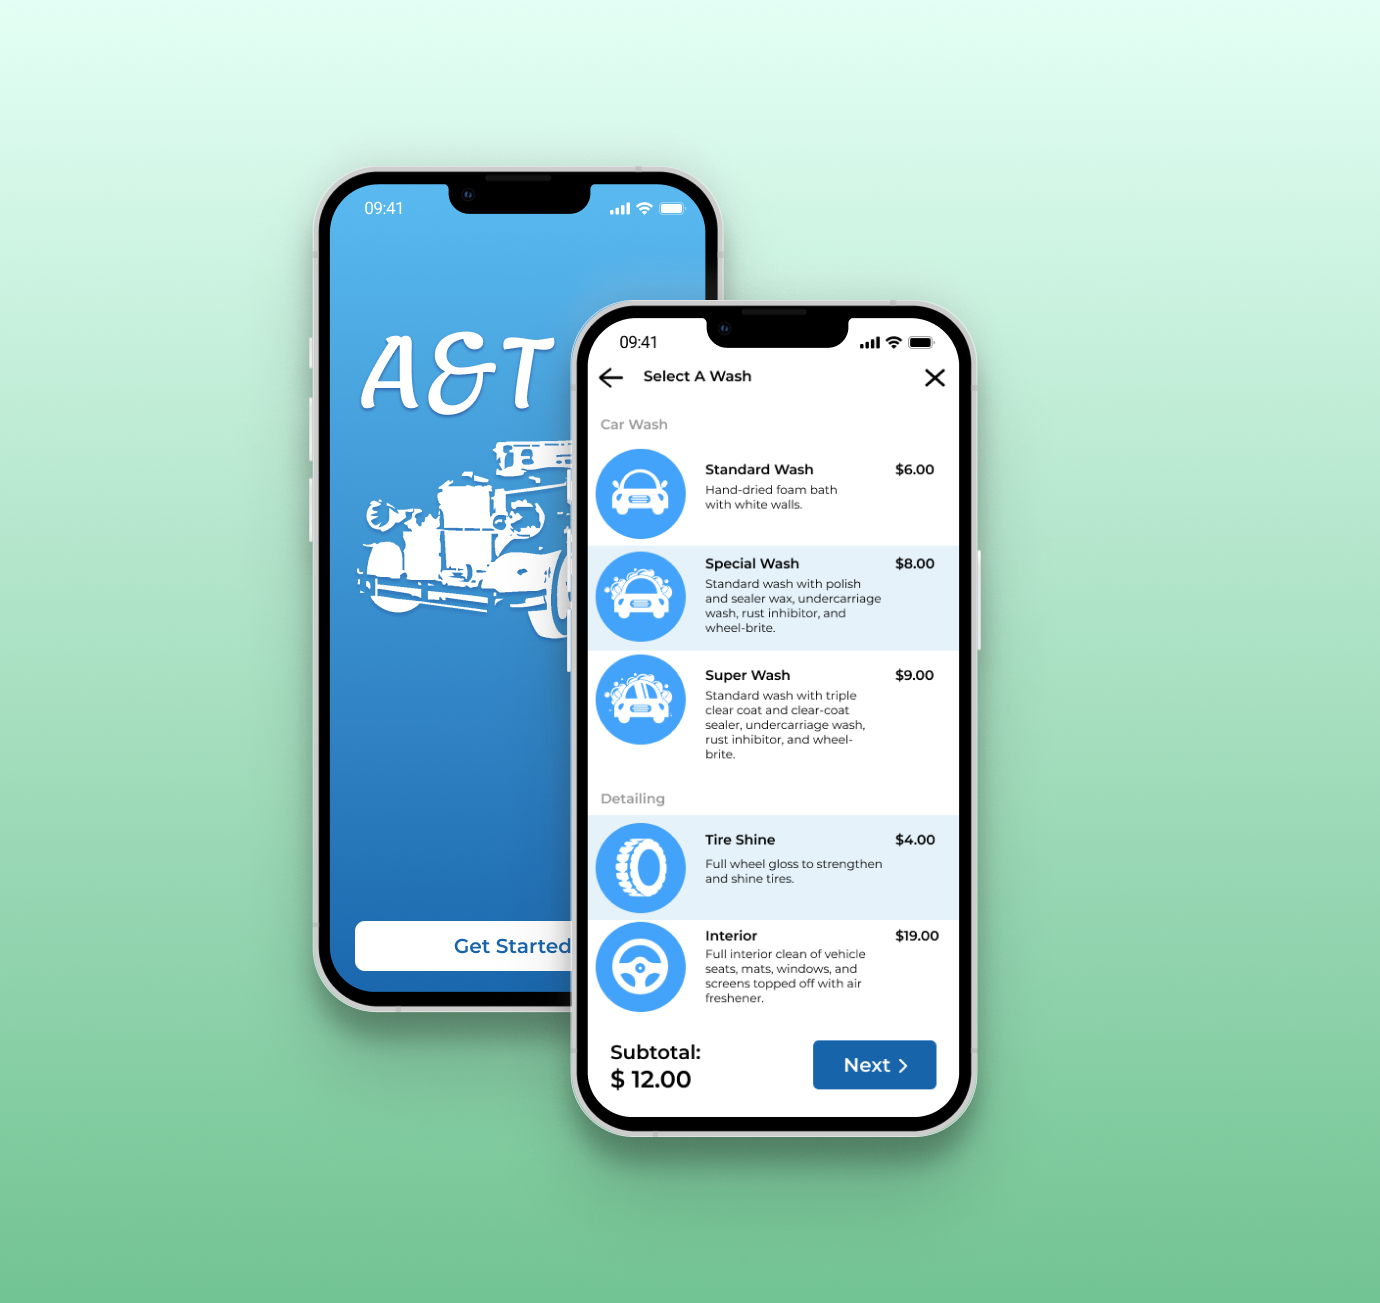 09:41
A&T
Get Started
09:41
Select A Wash
Car Wash
Standard Wash $6.00
Hand-dried foam bath
with white walls.
Special Wash $8.00
Standard wash with polish
and sealer wax, undercarriage
wash, rust inhibitor, and
wheel-brite.
Super Wash $9.00
Standard wash with triple
clear coat and clear-coat
sealer, undercarriage wash,
rust inhibitor, and wheel-
brite.
Detailing
Tire Shine $4.00
Full wheel gloss to strengthen
and shine tires.
Interior $19.00
Full interior clean of vehicle
seats, mats, windows, and
screens topped off with air
freshener.
Subtotal:
$ 12.00
Next